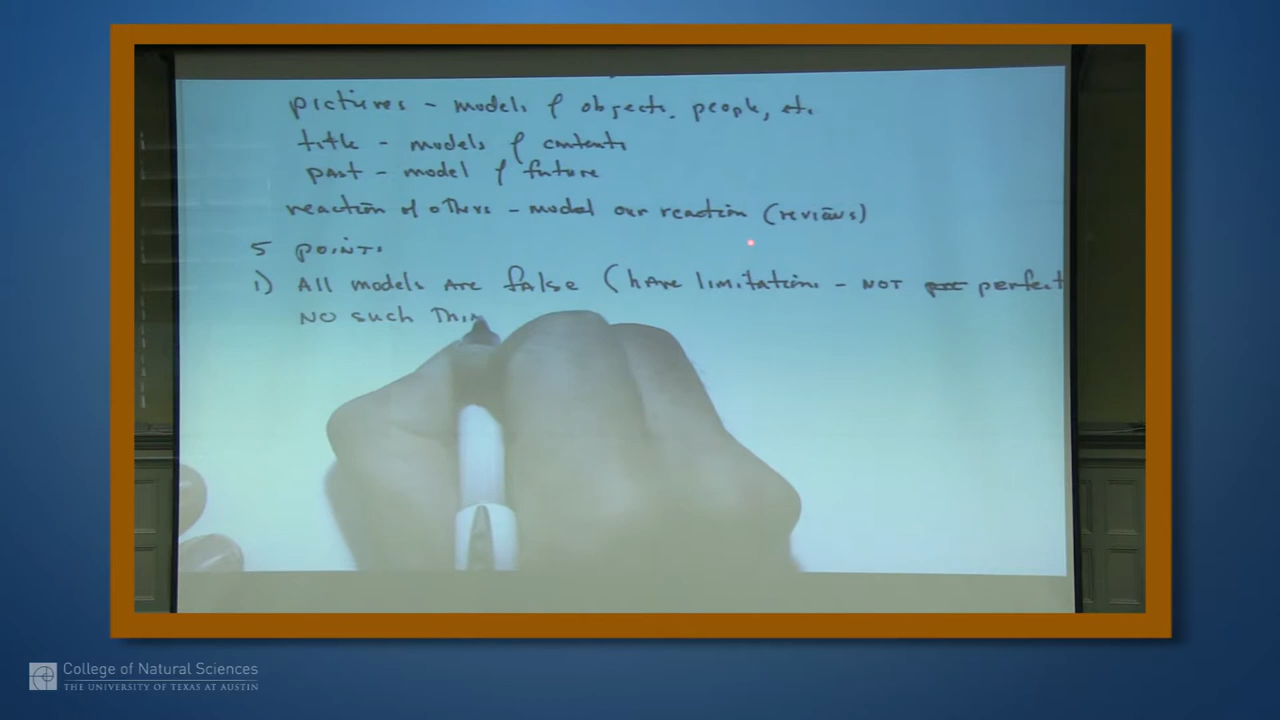 pictures - models of objects, people, etc.
title - models of contents
past - model of future
reaction of others - model our reaction (reviews)
5 points
1) All models are false (have limitations - NOT perfect
NO such Thin
College of Natural Sciences
THE UNIVERSITY OF TEXAS AT AUSTIN